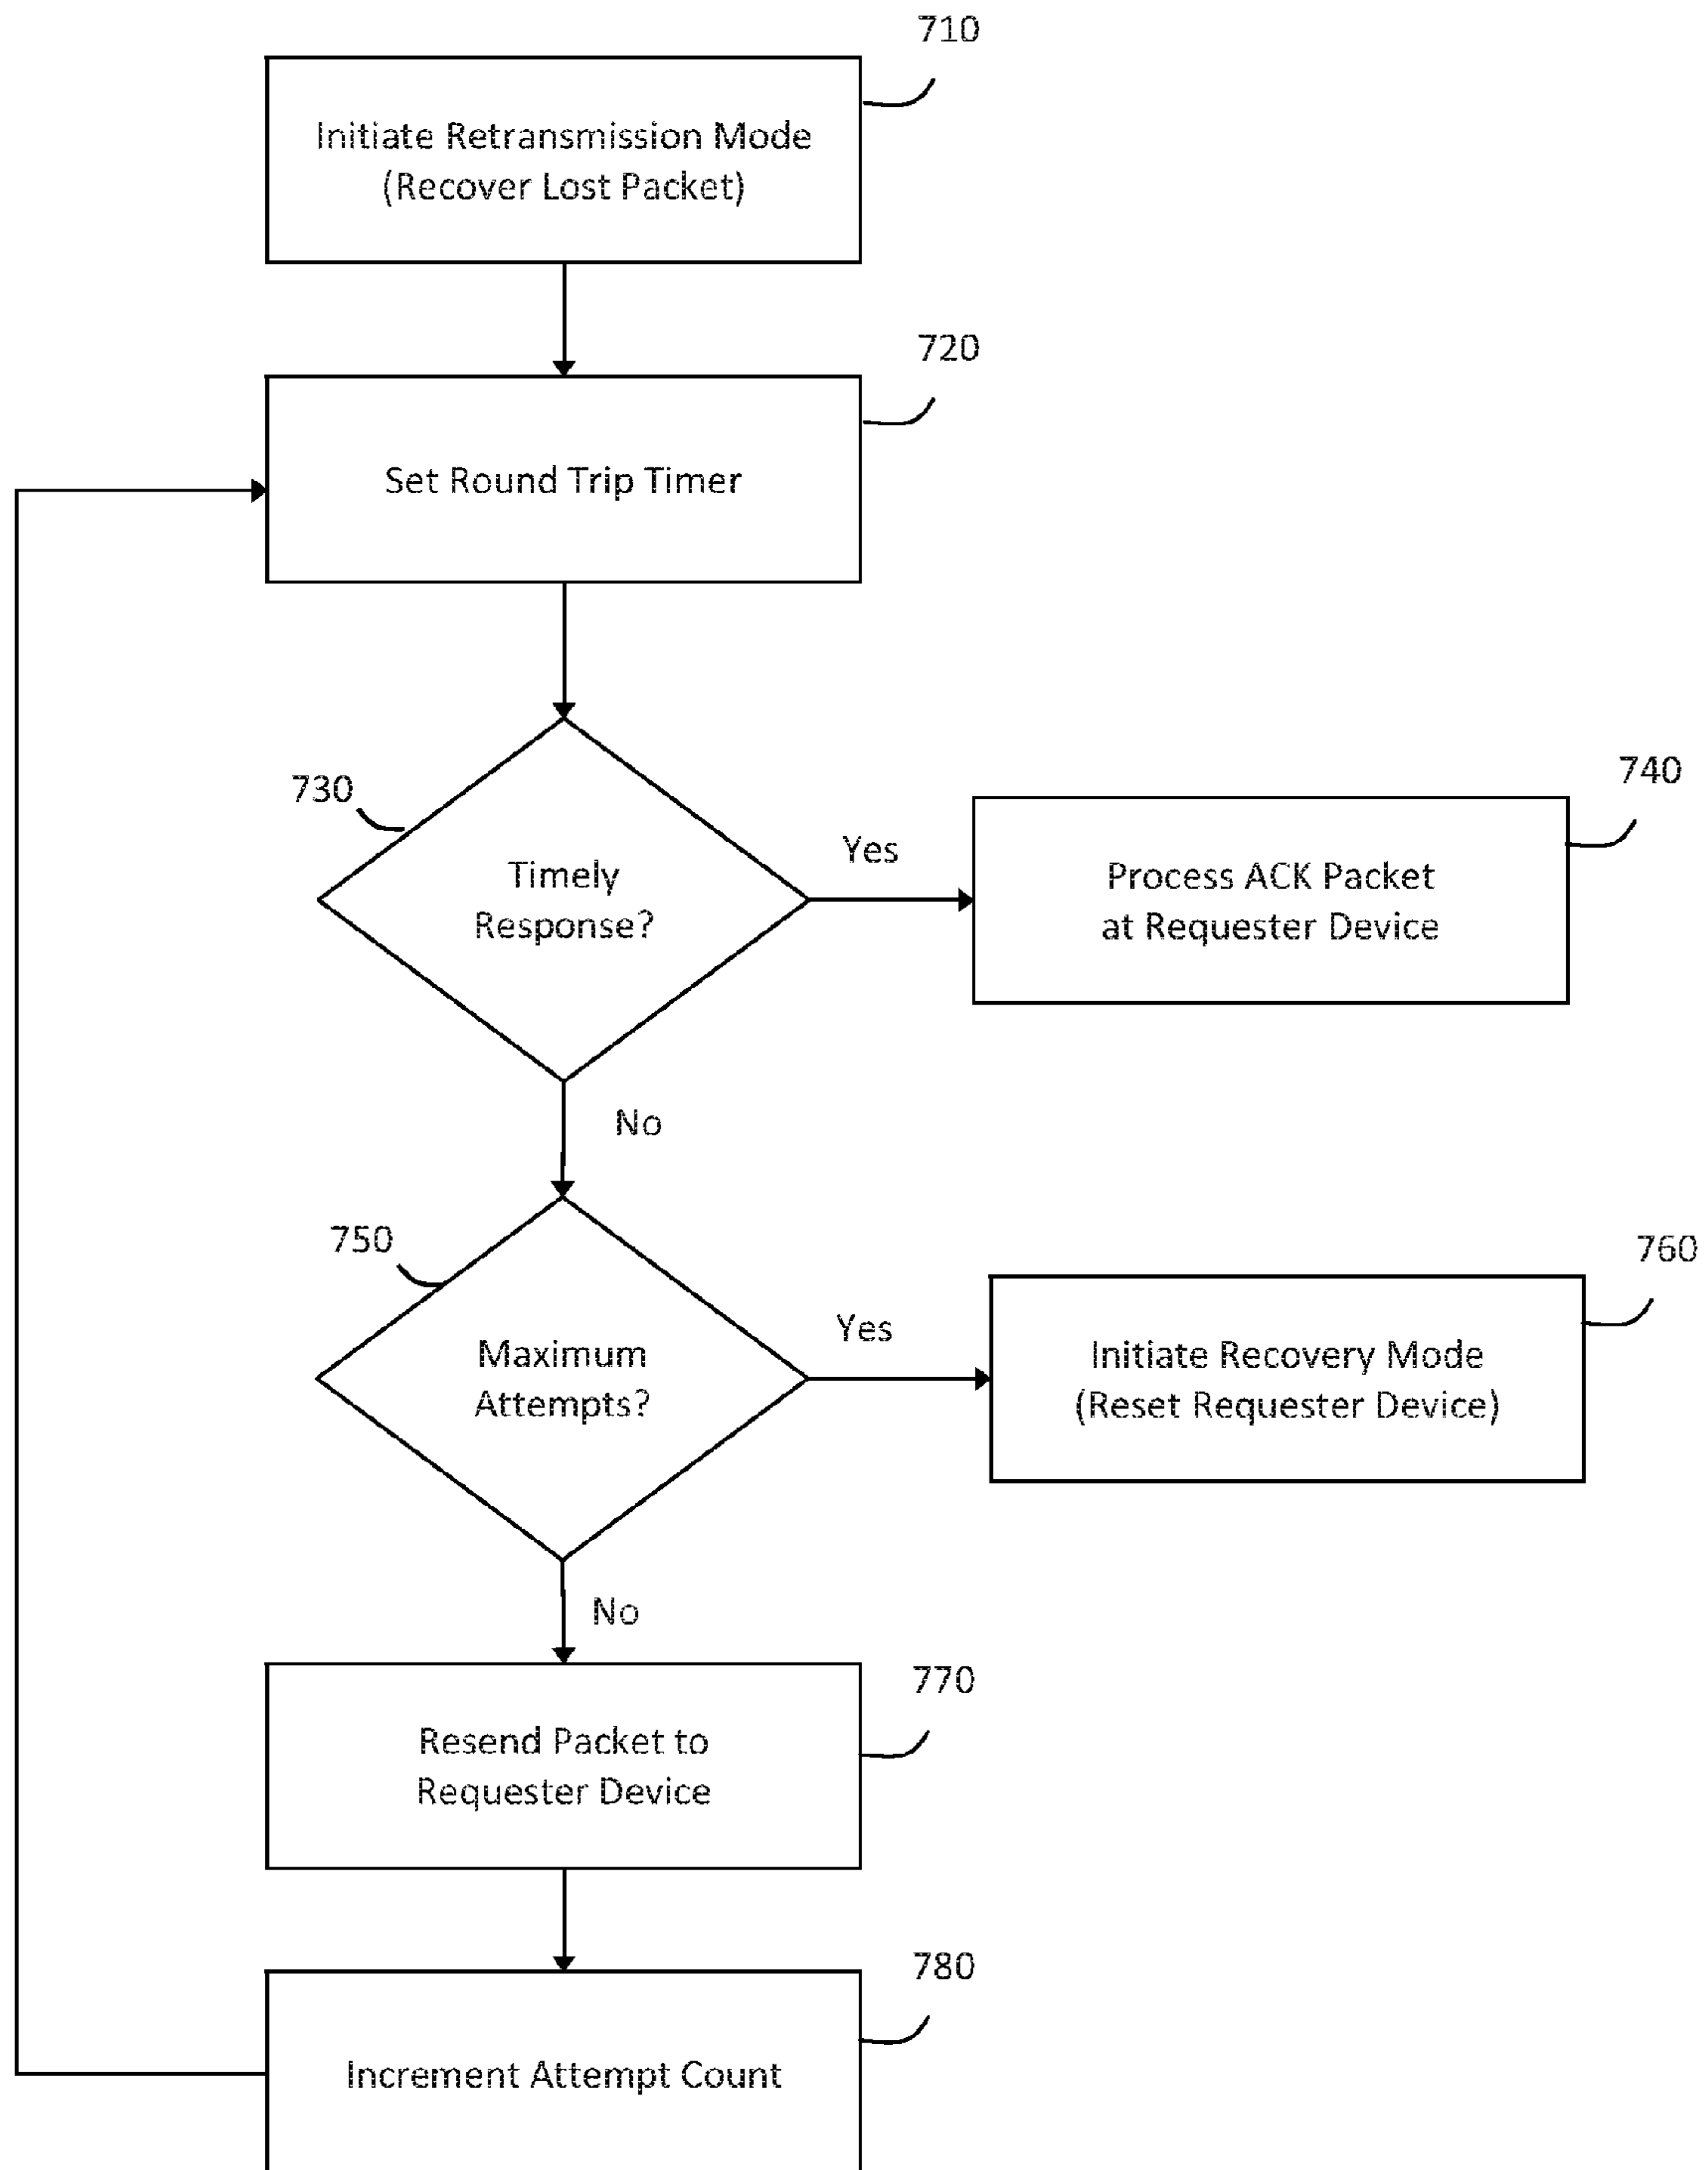 710
Initiate Retransmission Mode
(Recover Lost Packet)
720
Set Round Trip Timer
730
Timely
Response?
Yes
740
Process ACK Packet
at Requester Device
No
750
Maximum
Attempts?
Yes
760
Initiate Recovery Mode
(Reset Requester Device)
No
770
Resend Packet to
Requester Device
780
Increment Attempt Count